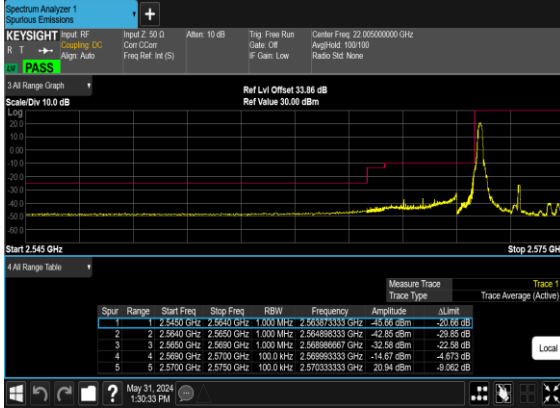 Spectrum Analyzer 1
Spurious Emissions
+
KEYSIGHT Input: RF Input Z: 50 Ω Atten: 10 dB Trig: Free Run Center Freq: 22.005000000 GHz
R T Coupling: DC Corr CCorr Gate: Off Avg|Hold: 100/100
Align: Auto Freq Ref: Int (S) IF Gain: Low Radio Std: None
LXI PASS
3 All Range Graph
Ref Lvl Offset 33.86 dB
Scale/Div 10.0 dB Ref Value 30.00 dBm
Log
20.0
10.0
0.00
-10.0
-20.0
-30.0
-40.0
-50.0
-60.0
Start 2.545 GHz Stop 2.575 GH
4 All Range Table
Measure Trace Trace 1
Trace Type Trace Average (Active)
Spur Range Start Freq Stop Freq RBW Frequency Amplitude ΔLimit
1 1 2.5450 GHz 2.5640 GHz 1.000 MHz 2.563873333 GHz -45.66 dBm -20.66 dB
2 2 2.5640 GHz 2.5650 GHz 1.000 MHz 2.564898333 GHz -42.85 dBm -29.85 dB
3 3 2.5650 GHz 2.5690 GHz 1.000 MHz 2.568986667 GHz -32.58 dBm -22.58 dB
4 4 2.5690 GHz 2.5700 GHz 100.0 kHz 2.569993333 GHz -14.67 dBm -4.673 dB
5 5 2.5700 GHz 2.5750 GHz 100.0 kHz 2.570333333 GHz 20.94 dBm -9.062 dB
Local
? May 31, 2024
1:30:33 PM